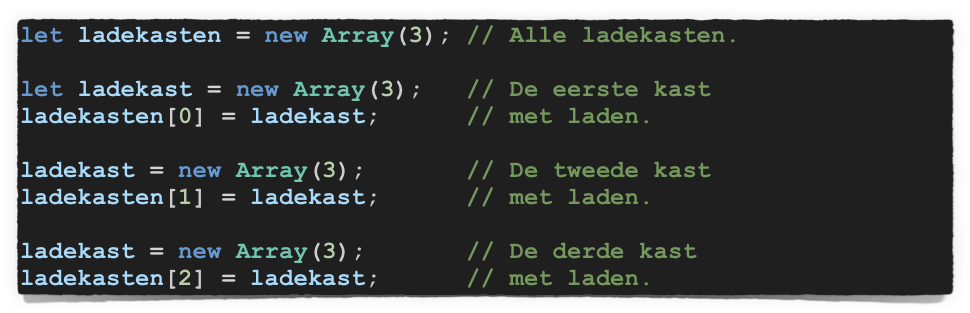 let ladekasten = new Array(3); // Alle ladekasten.
let ladekast = new Array(3);   // De eerste kast
ladekasten[0] = ladekast;      // met laden.
ladekast = new Array(3);       // De tweede kast
ladekasten[1] = ladekast;      // met laden.
ladekast = new Array(3);       // De derde kast
ladekasten[2] = ladekast;      // met laden.